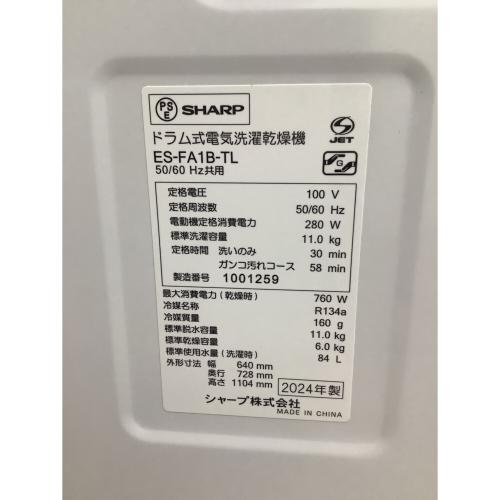 PSE SHARP
ドラム式電気洗濯乾燥機
ES-FA1B-TL
50/60 Hz共用
JET
G
定格電圧 100 V
定格周波数 50/60 Hz
電動機定格消費電力 280 W
標準洗濯容量 11.0 kg
定格時間 洗いのみ 30 min
ガンコ汚れコース 58 min
製造番号 1001259
最大消費電力(乾燥時) 760 W
冷媒名称 R134a
冷媒質量 160 g
標準脱水容量 11.0 kg
標準乾燥容量 6.0 kg
標準使用水量(洗濯時) 84 L
外形寸法 幅 640 mm
奥行 728 mm
高さ 1104 mm
2024年製
シャープ株式会社
MADE IN CHINA